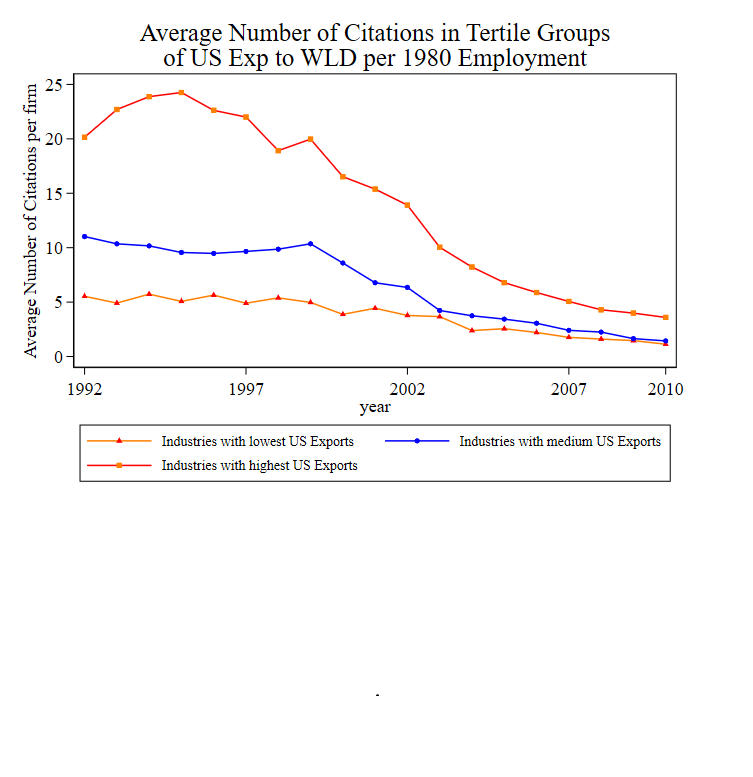 Average Number of Citations in Tertile Groups
of US Exp to WLD per 1980 Employment
Average Number of Citations per firm
25
20
15
10
5
0
1992 1997 2002 2007 2010
year
Industries with lowest US Exports Industries with medium US Exports
Industries with highest US Exports
.